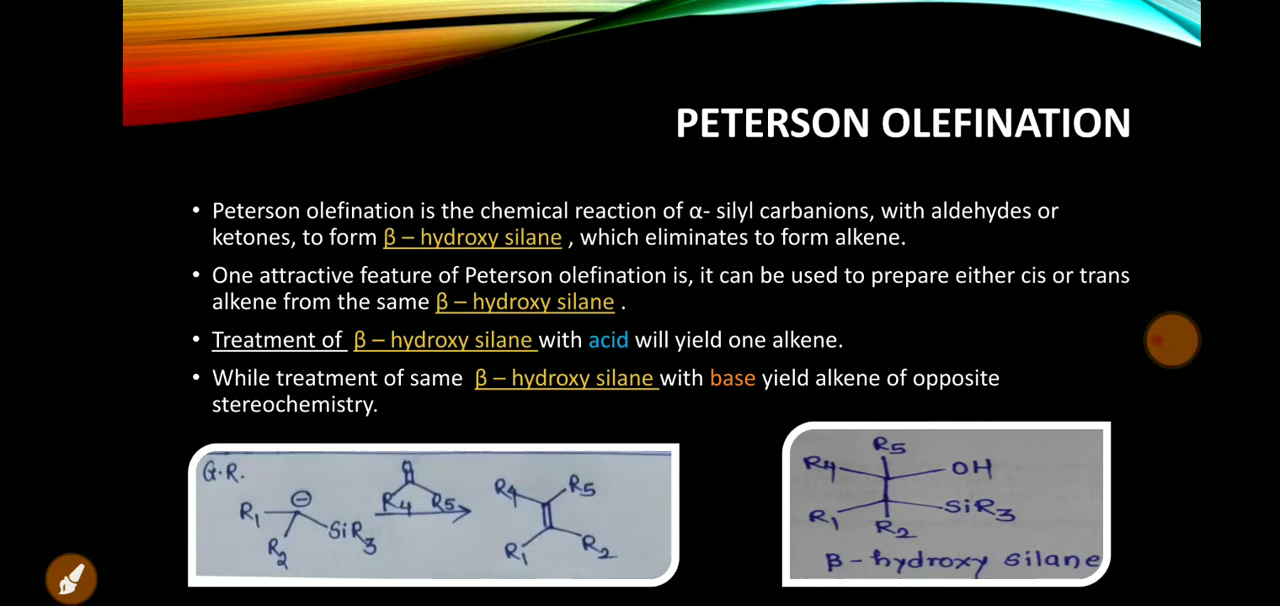 PETERSON OLEFINATION
• Peterson olefination is the chemical reaction of α- silyl carbanions, with aldehydes or
ketones, to form β – hydroxy silane , which eliminates to form alkene.
• One attractive feature of Peterson olefination is, it can be used to prepare either cis or trans
alkene from the same β – hydroxy silane .
• Treatment of β – hydroxy silane with acid will yield one alkene.
• While treatment of same β – hydroxy silane with base yield alkene of opposite
stereochemistry.
G.R.
R1 ⊖ SiR3
R2
O
R4 R5
R4 R5
R1 R2
R5
R4 OH
R1 SiR3
R2
β - hydroxy silane